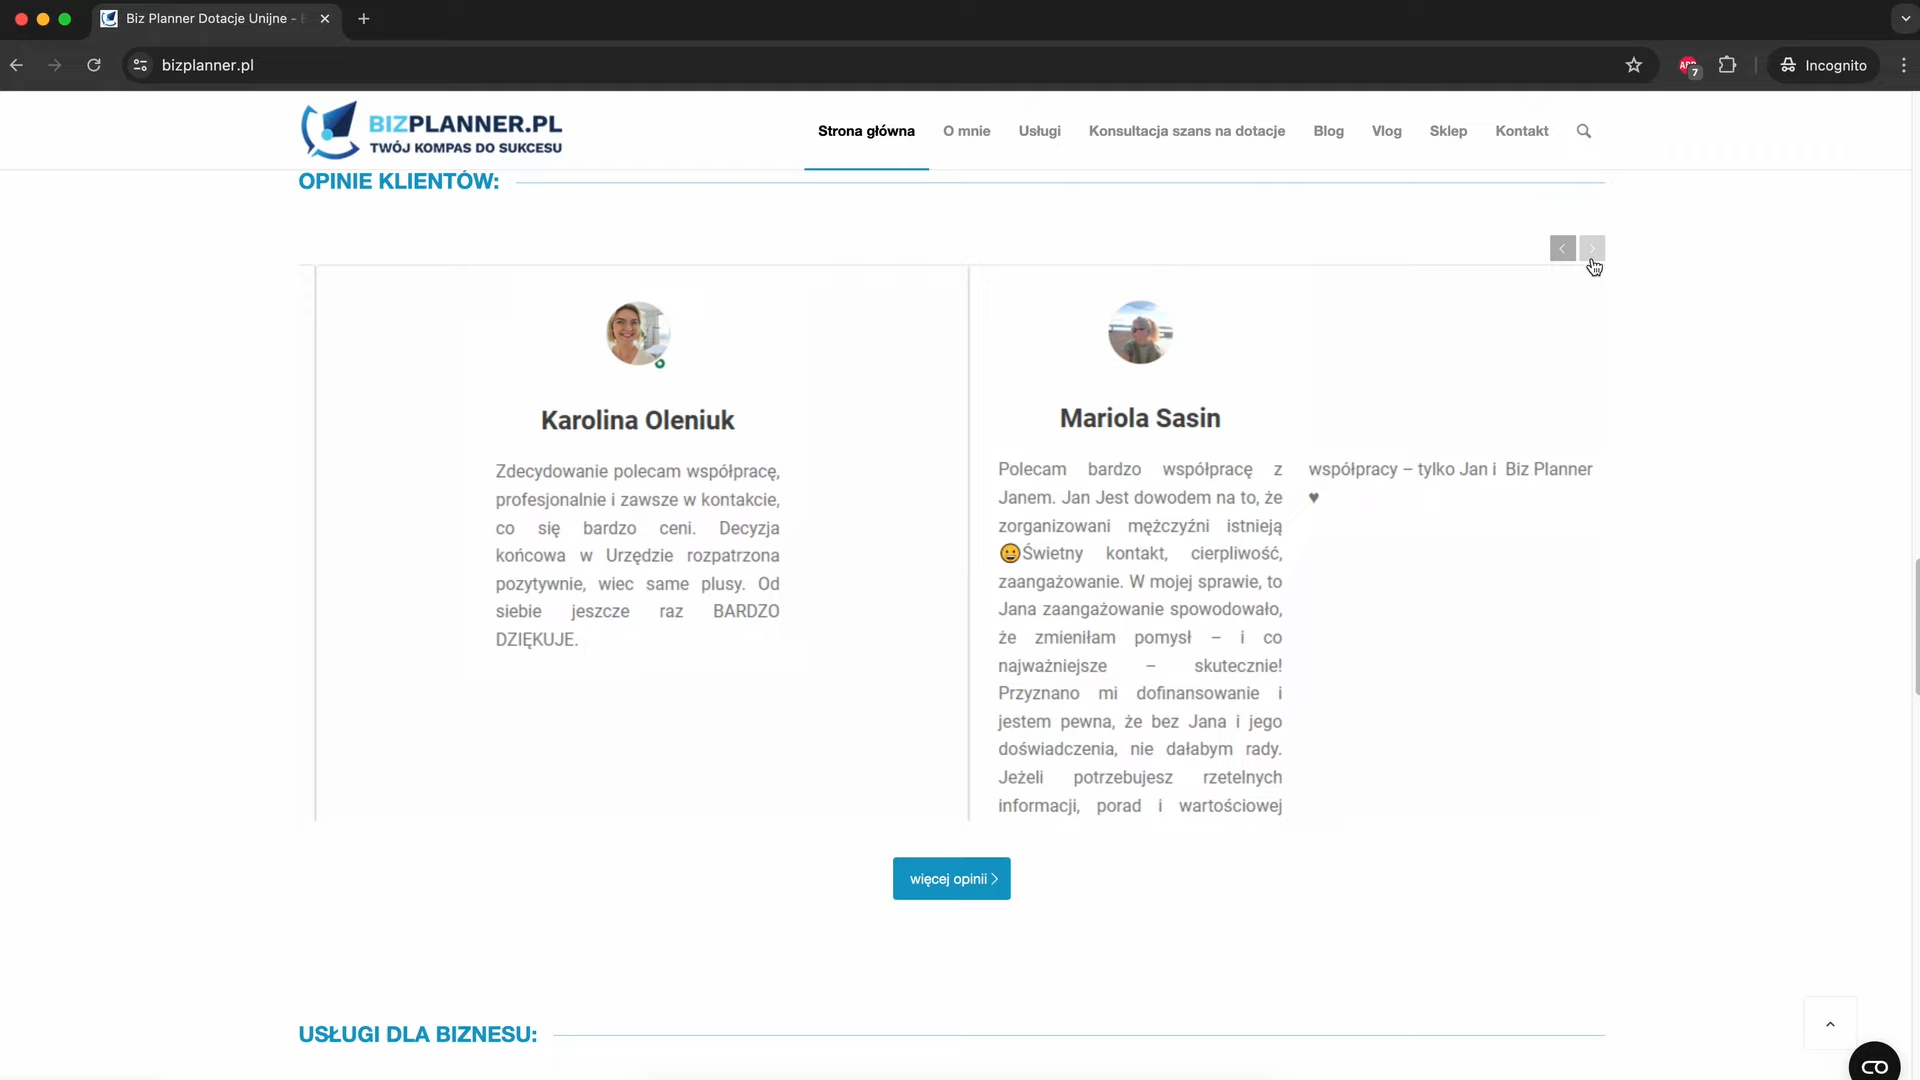 Biz Planner Dotacje Unijne -
bizplanner.pl
ABP
7
Incognito
BIZPLANNER.PL
TWÓJ KOMPAS DO SUKCESU
Strona główna
O mnie
Usługi
Konsultacja szans na dotacje
Blog
Vlog
Sklep
Kontakt
OPINIE KLIENTÓW:
Karolina Oleniuk
Zdecydowanie polecam współpracę,
profesjonalnie i zawsze w kontakcie,
co się bardzo ceni. Decyzja
końcowa w Urzędzie rozpatrzona
pozytywnie, wiec same plusy. Od
siebie jeszcze raz BARDZO
DZIĘKUJE.
Mariola Sasin
Polecam bardzo współpracę z
Janem. Jan Jest dowodem na to, że
zorganizowani mężczyźni istnieją
😀Świetny kontakt, cierpliwość,
zaangażowanie. W mojej sprawie, to
Jana zaangażowanie spowodowało,
że zmieniłam pomysł – i co
najważniejsze – skutecznie!
Przyznano mi dofinansowanie i
jestem pewna, że bez Jana i jego
doświadczenia, nie dałabym rady.
Jeżeli potrzebujesz rzetelnych
informacji, porad i wartościowej
współpracy – tylko Jan i Biz Planner
♥
więcej opinii
USŁUGI DLA BIZNESU: